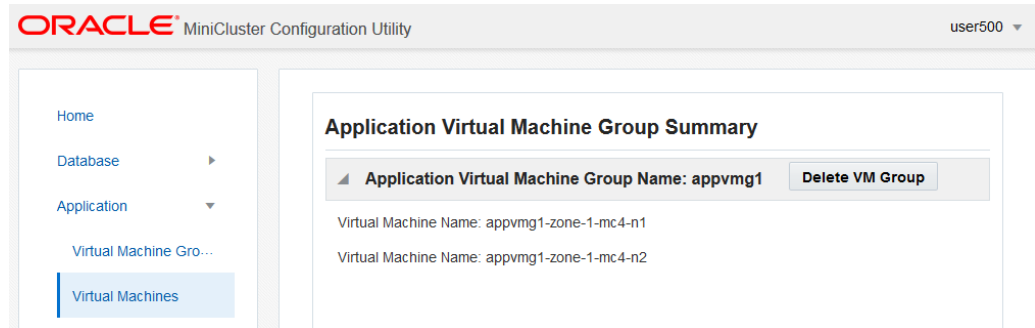 ORACLE MiniCluster Configuration Utility
user500
Home
Database
Application
Virtual Machine Gro...
Virtual Machines
Application Virtual Machine Group Summary
Application Virtual Machine Group Name: appvmg1
Delete VM Group
Virtual Machine Name: appvmg1-zone-1-mc4-n1
Virtual Machine Name: appvmg1-zone-1-mc4-n2